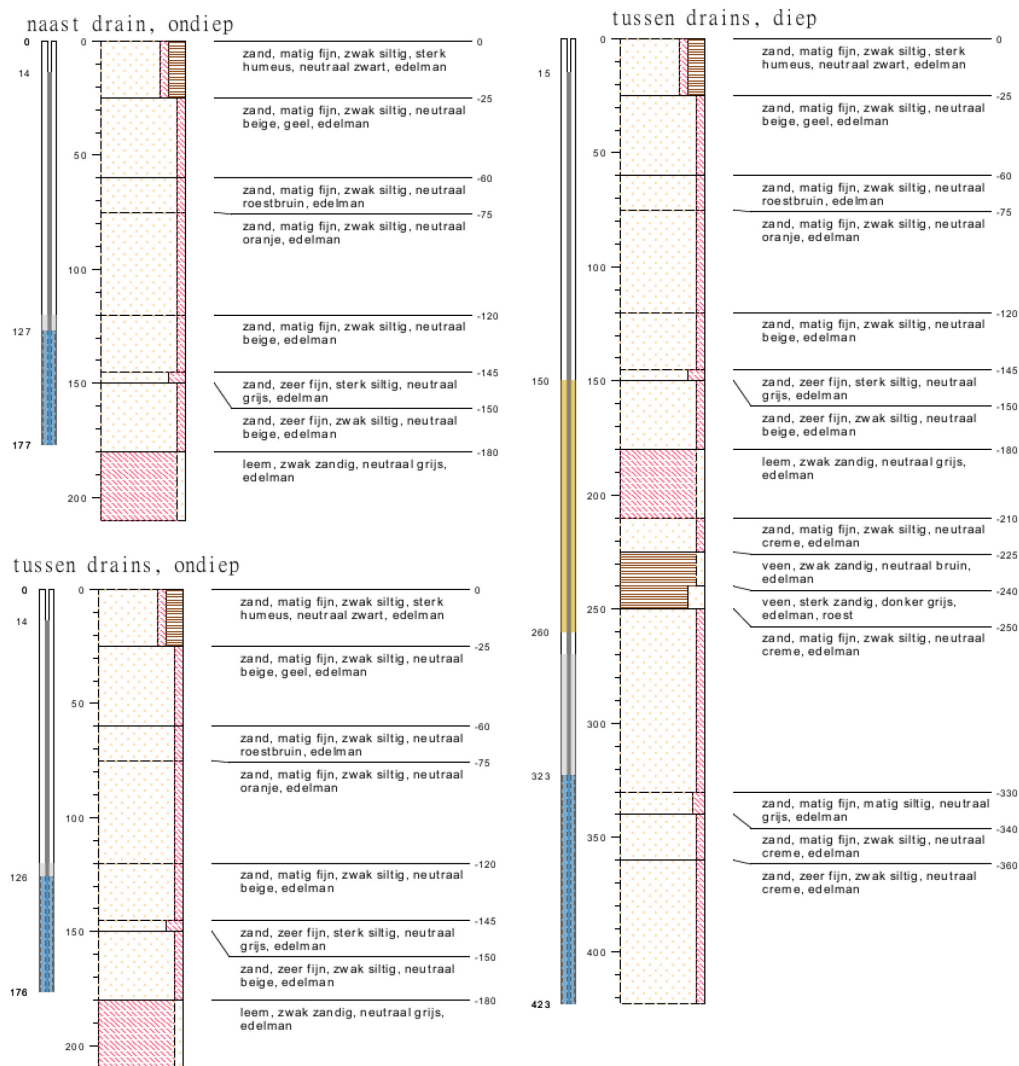 naast drain, ondiep
0
14
127
177
0
50
100
150
200
zand, matig fijn, zwak siltig, sterk
humeus, neutraal zwart, edelman
0
zand, matig fijn, zwak siltig, neutraal
beige, geel, edelman
-25
zand, matig fijn, zwak siltig, neutraal
roestbruin, edelman
-60
zand, matig fijn, zwak siltig, neutraal
oranje, edelman
-75
zand, matig fijn, zwak siltig, neutraal
beige, edelman
-120
zand, zeer fijn, sterk siltig, neutraal
grijs, edelman
-145
zand, zeer fijn, zwak siltig, neutraal
beige, edelman
-150
leem, zwak zandig, neutraal grijs,
edelman
-180
tussen drains, ondiep
0
14
126
176
0
50
100
150
200
zand, matig fijn, zwak siltig, sterk
humeus, neutraal zwart, edelman
0
zand, matig fijn, zwak siltig, neutraal
beige, geel, edelman
-25
zand, matig fijn, zwak siltig, neutraal
roestbruin, edelman
-60
zand, matig fijn, zwak siltig, neutraal
oranje, edelman
-75
zand, matig fijn, zwak siltig, neutraal
beige, edelman
-120
zand, zeer fijn, sterk siltig, neutraal
grijs, edelman
-145
zand, zeer fijn, zwak siltig, neutraal
beige, edelman
-150
leem, zwak zandig, neutraal grijs,
edelman
-180
tussen drains, diep
15
150
260
323
423
0
50
100
150
200
250
300
350
400
zand, matig fijn, zwak siltig, sterk
humeus, neutraal zwart, edelman
0
zand, matig fijn, zwak siltig, neutraal
beige, geel, edelman
-25
zand, matig fijn, zwak siltig, neutraal
roestbruin, edelman
-60
zand, matig fijn, zwak siltig, neutraal
oranje, edelman
-75
zand, matig fijn, zwak siltig, neutraal
beige, edelman
-120
zand, zeer fijn, sterk siltig, neutraal
grijs, edelman
-145
zand, zeer fijn, zwak siltig, neutraal
beige, edelman
-150
leem, zwak zandig, neutraal grijs,
edelman
-180
zand, matig fijn, zwak siltig, neutraal
creme, edelman
-210
veen, zwak zandig, neutraal bruin,
edelman
-225
veen, sterk zandig, donker grijs,
edelman, roest
-240
zand, matig fijn, zwak siltig, neutraal
creme, edelman
-250
zand, matig fijn, matig siltig, neutraal
grijs, edelman
-330
zand, matig fijn, zwak siltig, neutraal
creme, edelman
-340
zand, zeer fijn, zwak siltig, neutraal
creme, edelman
-360